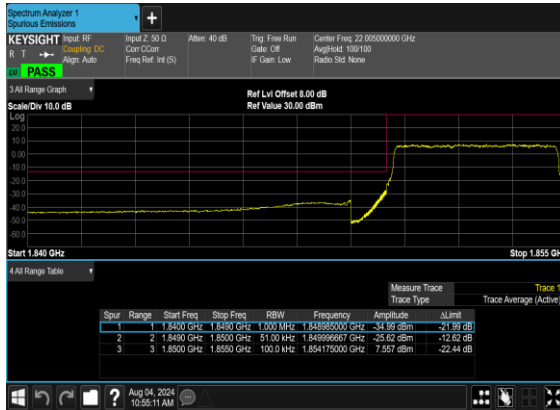 Spectrum Analyzer 1
Spurious Emissions
+
KEYSIGHT Input: RF Input Z: 50 Ω Atten: 40 dB Trig: Free Run Center Freq: 22.005000000 GHz
R T Coupling: DC Corr CCorr Gate: Off Avg|Hold: 100/100
Align: Auto Freq Ref: Int (S) IF Gain: Low Radio Std: None
PASS
3 All Range Graph
Ref Lvl Offset 8.00 dB
Scale/Div 10.0 dB Ref Value 30.00 dBm
Log
20.0
10.0
0.00
-10.0
-20.0
-30.0
-40.0
-50.0
-60.0
Start 1.840 GHz Stop 1.855 GH
4 All Range Table
Measure Trace Trace 1
Trace Type Trace Average (Active)
Spur Range Start Freq Stop Freq RBW Frequency Amplitude ΔLimit
1 1 1.8400 GHz 1.8490 GHz 1.000 MHz 1.848985000 GHz -34.99 dBm -21.99 dB
2 2 1.8490 GHz 1.8500 GHz 51.00 kHz 1.849996667 GHz -25.62 dBm -12.62 dB
3 3 1.8500 GHz 1.8550 GHz 100.0 kHz 1.854175000 GHz 7.557 dBm -22.44 dB
? Aug 04, 2024
10:55:11 AM